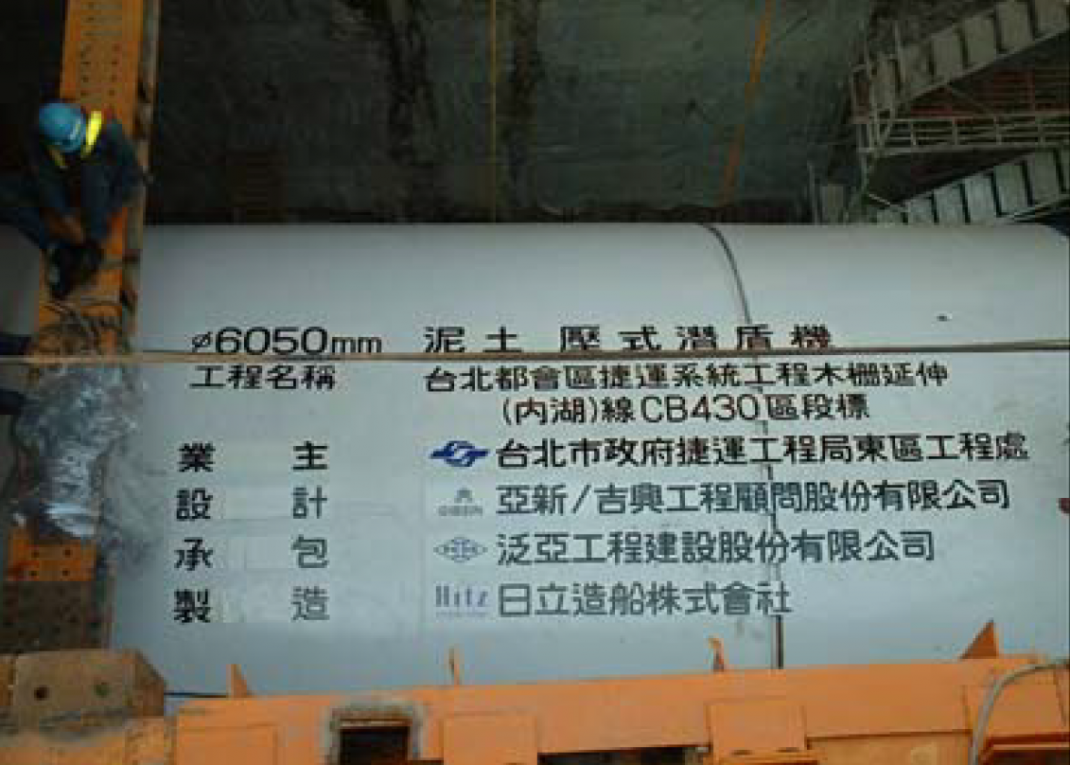 ø6050mm 泥土壓式潛盾機
工程名稱 台北都會區捷運系統工程木柵延伸
(內湖)線CB430區段標
業主 台北市政府捷運工程局東區工程處
設計 亞新/吉興工程顧問股份有限公司
承包 泛亞工程建設股份有限公司
製造 Hitz 日立造船株式會社